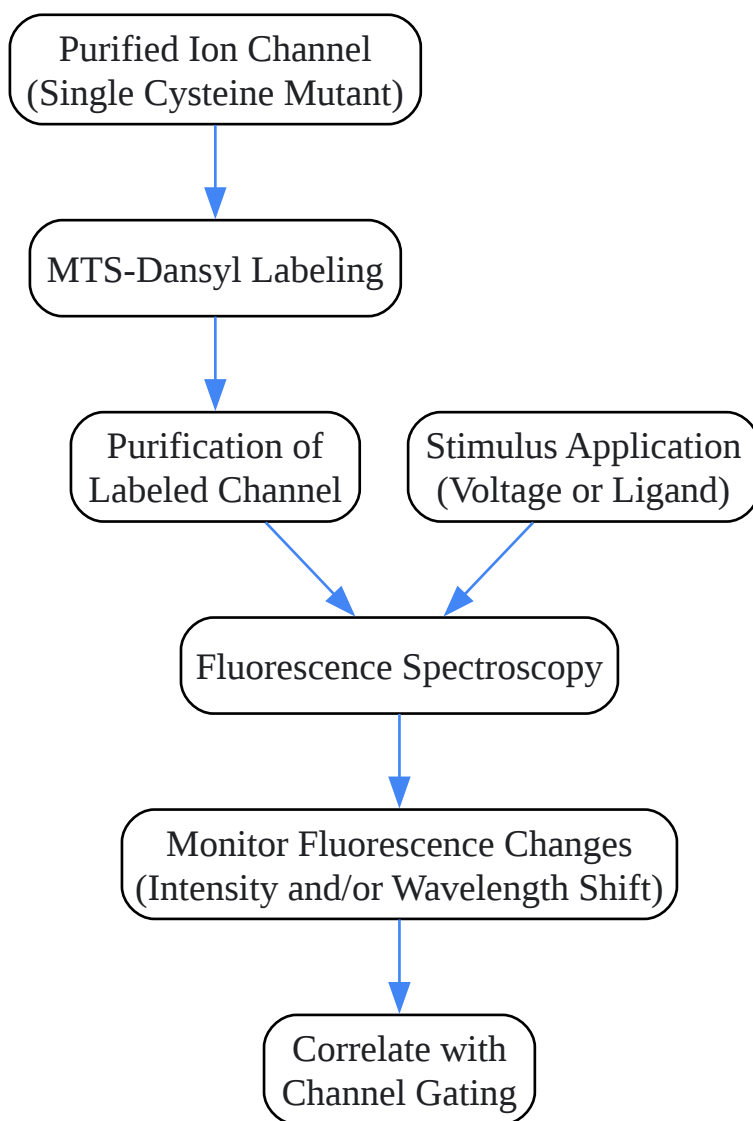 Purified Ion Channel
(Single Cysteine Mutant)
MTS-Dansyl Labeling
Purification of
Labeled Channel
Stimulus Application
(Voltage or Ligand)
Fluorescence Spectroscopy
Monitor Fluorescence Changes
(Intensity and/or Wavelength Shift)
Correlate with
Channel Gating